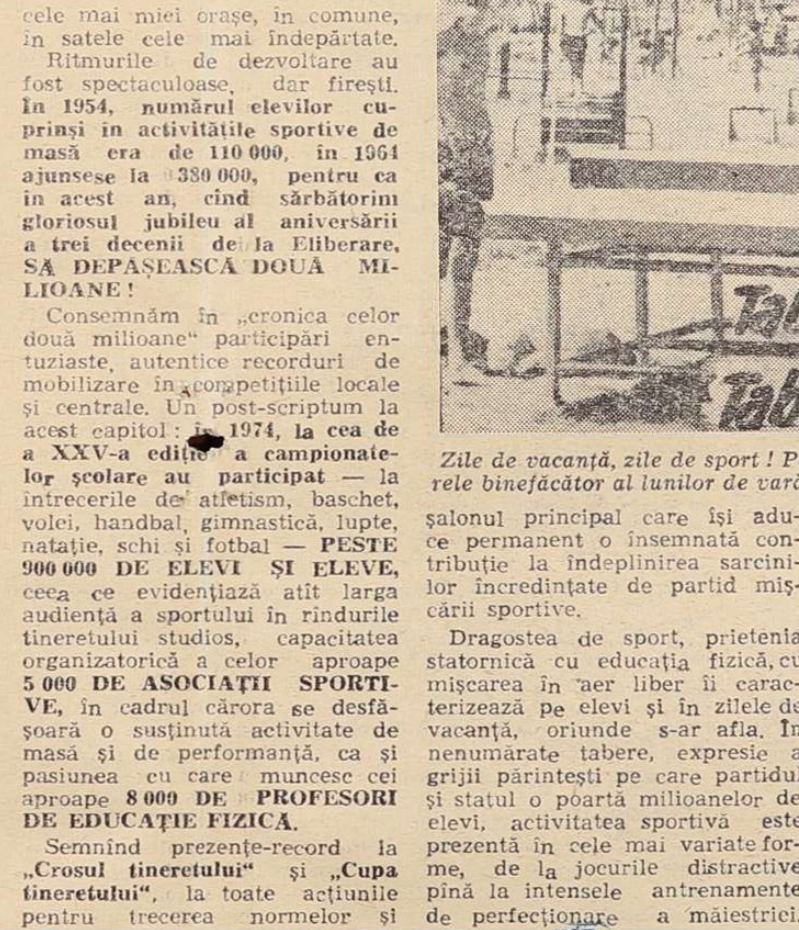 cele mai mici orașe, în comune,
în satele cele mai îndepărtate.
Ritmurile de dezvoltare au
fost spectaculoase, dar firești.
În 1954, numărul elevilor cu-
prinși în activitățile sportive de
masă era de 110 000, în 1964
ajunsese la 380 000, pentru ca
în acest an, cînd sărbătorim
gloriosul jubileu al aniversării
a trei decenii de la Eliberare,
SĂ DEPĂȘEASCĂ DOUĂ MI-
LIOANE !
Consemnăm în „cronica celor
două milioane“ participări en-
tuziaste, autentice recorduri de
mobilizare în competițiile locale
și centrale. Un post-scriptum la
acest capitol : în 1974, la cea de
a XXV-a ediție a campionate-
lor școlare au participat — la
întrecerile de atletism, baschet,
volei, handbal, gimnastică, lupte,
natație, schi și fotbal — PESTE
900 000 DE ELEVI ȘI ELEVE,
ceea ce evidențiază atît larga
audiență a sportului în rîndurile
tineretului studios, capacitatea
organizatorică a celor aproape
5 000 DE ASOCIAȚII SPORTI-
VE, în cadrul cărora se desfă-
șoară o susținută activitate de
masă și de performanță, ca și
pasiunea cu care muncesc cei
aproape 8 000 DE PROFESORI
DE EDUCAȚIE FIZICĂ.
Semnînd prezențe-record la
„Crosul tineretului“ și „Cupa
tineretului“, la toate acțiunile
pentru trecerea normelor și
Tab
Tab
Zile de vacanță, zile de sport ! P
rele binefăcător al lunilor de vară
șalonul principal care își adu-
ce permanent o însemnată con-
tribuție la îndeplinirea sarcini-
lor încredințate de partid miș-
cării sportive.
Dragostea de sport, prietenia
statornică cu educația fizică, cu
mișcarea în aer liber îi carac-
terizează pe elevi și în zilele de
vacanță, oriunde s-ar afla. În
nenumărate tabere, expresie a
grijii părintești pe care partidul
și statul o poartă milioanelor de
elevi, activitatea sportivă este
prezentă în cele mai variate for-
me, de la jocurile distractive
pînă la intensele antrenamente
de perfecționare a măiestriei.